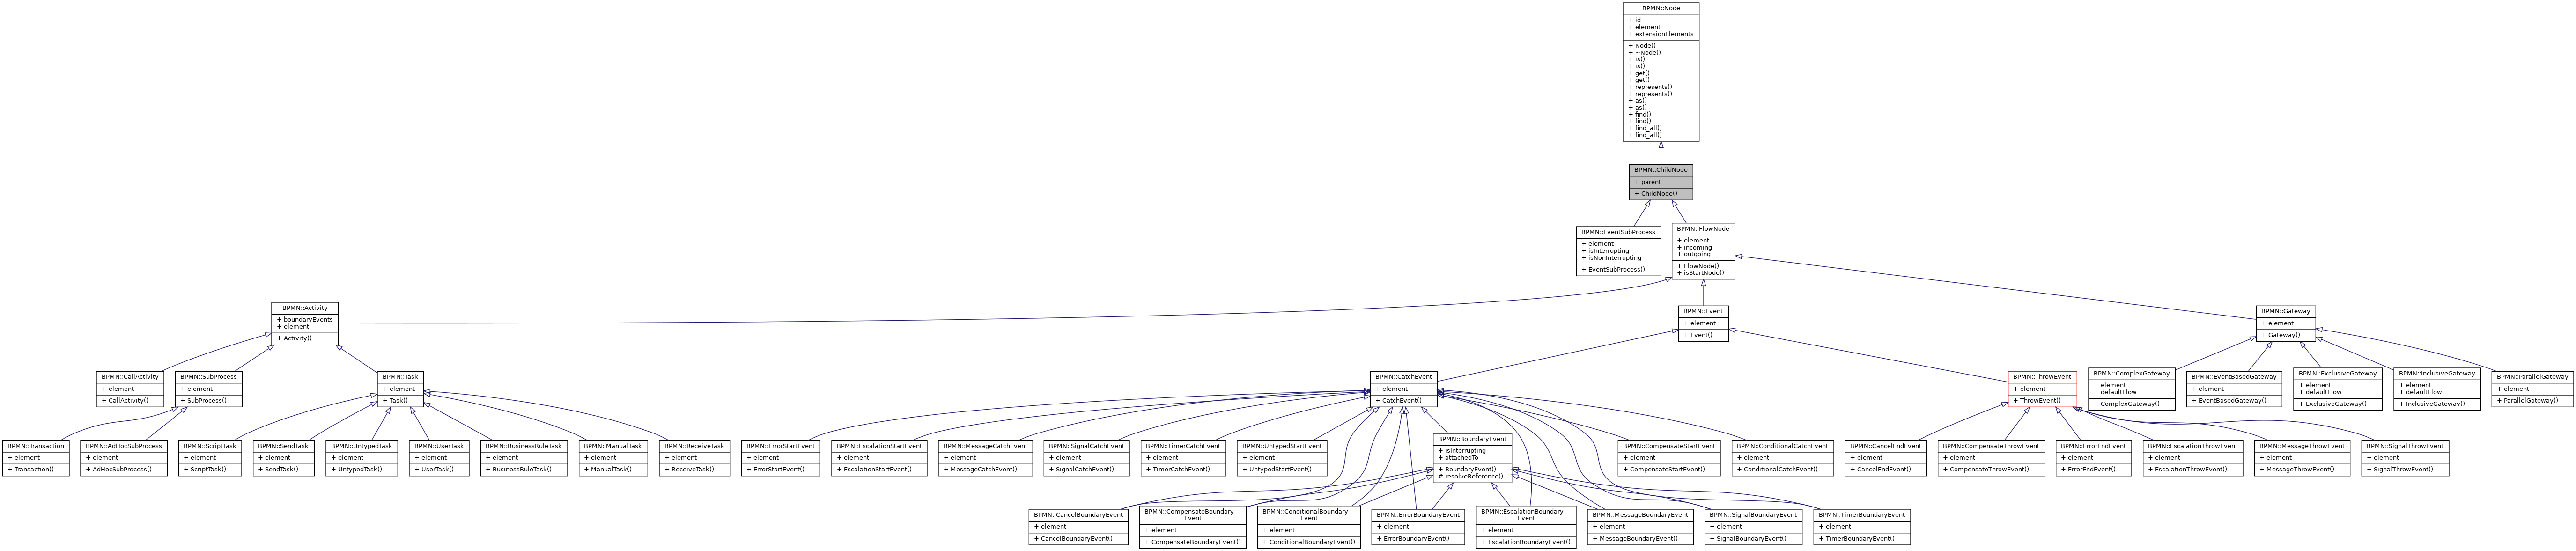 BPMN::Node
+ id
+ element
+ extensionElements
+ Node()
+ ~Node()
+ is()
+ is()
+ get()
+ get()
+ represents()
+ represents()
+ as()
+ as()
+ find()
+ find()
+ find_all()
+ find_all()
BPMN::ChildNode
+ parent
+ ChildNode()
BPMN::EventSubProcess
+ element
+ isInterrupting
+ isNonInterrupting
+ EventSubProcess()
BPMN::FlowNode
+ element
+ incoming
+ outgoing
+ FlowNode()
+ isStartNode()
BPMN::Activity
+ boundaryEvents
+ element
+ Activity()
BPMN::Event
+ element
+ Event()
BPMN::Gateway
+ element
+ Gateway()
BPMN::CallActivity
+ element
+ CallActivity()
BPMN::SubProcess
+ element
+ SubProcess()
BPMN::Task
+ element
+ Task()
BPMN::CatchEvent
+ element
+ CatchEvent()
BPMN::ThrowEvent
+ element
+ ThrowEvent()
BPMN::ComplexGateway
+ element
+ defaultFlow
+ ComplexGateway()
BPMN::EventBasedGateway
+ element
+ EventBasedGateway()
BPMN::ExclusiveGateway
+ element
+ defaultFlow
+ ExclusiveGateway()
BPMN::InclusiveGateway
+ element
+ defaultFlow
+ InclusiveGateway()
BPMN::ParallelGateway
+ element
+ ParallelGateway()
BPMN::Transaction
+ element
+ Transaction()
BPMN::AdHocSubProcess
+ element
+ AdHocSubProcess()
BPMN::ScriptTask
+ element
+ ScriptTask()
BPMN::SendTask
+ element
+ SendTask()
BPMN::UntypedTask
+ element
+ UntypedTask()
BPMN::UserTask
+ element
+ UserTask()
BPMN::BusinessRuleTask
+ element
+ BusinessRuleTask()
BPMN::ManualTask
+ element
+ ManualTask()
BPMN::ReceiveTask
+ element
+ ReceiveTask()
BPMN::ErrorStartEvent
+ element
+ ErrorStartEvent()
BPMN::EscalationStartEvent
+ element
+ EscalationStartEvent()
BPMN::MessageCatchEvent
+ element
+ MessageCatchEvent()
BPMN::SignalCatchEvent
+ element
+ SignalCatchEvent()
BPMN::TimerCatchEvent
+ element
+ TimerCatchEvent()
BPMN::UntypedStartEvent
+ element
+ UntypedStartEvent()
BPMN::BoundaryEvent
+ isInterrupting
+ attachedTo
+ BoundaryEvent()
# resolveReference()
BPMN::CompensateStartEvent
+ element
+ CompensateStartEvent()
BPMN::ConditionalCatchEvent
+ element
+ ConditionalCatchEvent()
BPMN::CancelEndEvent
+ element
+ CancelEndEvent()
BPMN::CompensateThrowEvent
+ element
+ CompensateThrowEvent()
BPMN::ErrorEndEvent
+ element
+ ErrorEndEvent()
BPMN::EscalationThrowEvent
+ element
+ EscalationThrowEvent()
BPMN::MessageThrowEvent
+ element
+ MessageThrowEvent()
BPMN::SignalThrowEvent
+ element
+ SignalThrowEvent()
BPMN::CancelBoundaryEvent
+ element
+ CancelBoundaryEvent()
BPMN::CompensateBoundary
Event
+ element
+ CompensateBoundaryEvent()
BPMN::ConditionalBoundary
Event
+ element
+ ConditionalBoundaryEvent()
BPMN::ErrorBoundaryEvent
+ element
+ ErrorBoundaryEvent()
BPMN::EscalationBoundary
Event
+ element
+ EscalationBoundaryEvent()
BPMN::MessageBoundaryEvent
+ element
+ MessageBoundaryEvent()
BPMN::SignalBoundaryEvent
+ element
+ SignalBoundaryEvent()
BPMN::TimerBoundaryEvent
+ element
+ TimerBoundaryEvent()